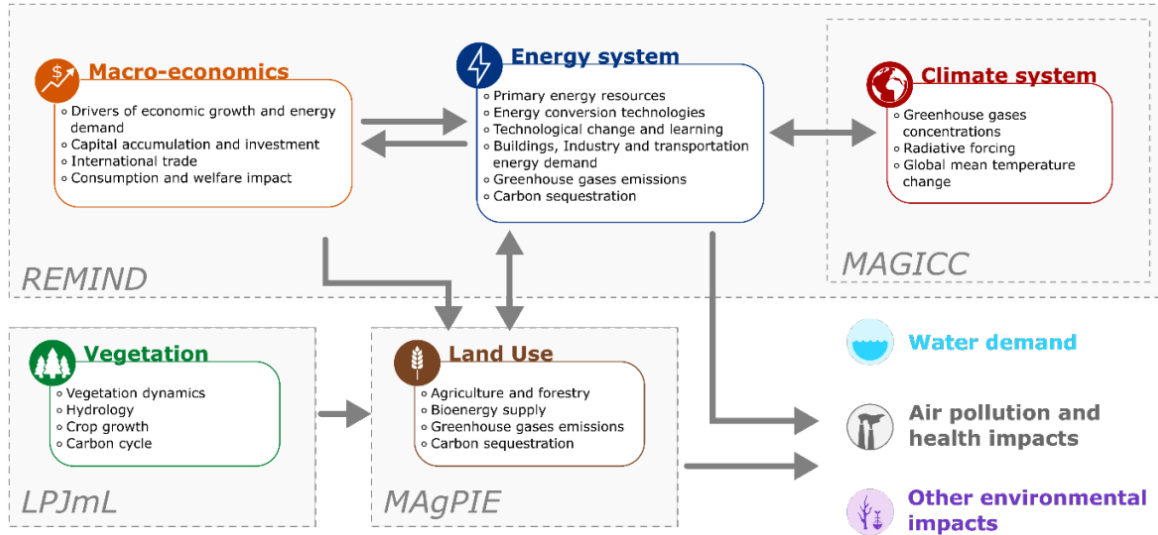 Macro-economics
◦ Drivers of economic growth and energy
demand
◦ Capital accumulation and investment
◦ International trade
◦ Consumption and welfare impact
Energy system
◦ Primary energy resources
◦ Energy conversion technologies
◦ Technological change and learning
◦ Buildings, Industry and transportation
energy demand
◦ Greenhouse gases emissions
◦ Carbon sequestration
Climate system
◦ Greenhouse gases
concentrations
◦ Radiative forcing
◦ Global mean temperature
change
REMIND
MAGICC
Vegetation
◦ Vegetation dynamics
◦ Hydrology
◦ Crop growth
◦ Carbon cycle
LPJmL
Land Use
◦ Agriculture and forestry
◦ Bioenergy supply
◦ Greenhouse gases emissions
◦ Carbon sequestration
MAgPIE
Water demand
Air pollution and
health impacts
Other environmental
impacts
$